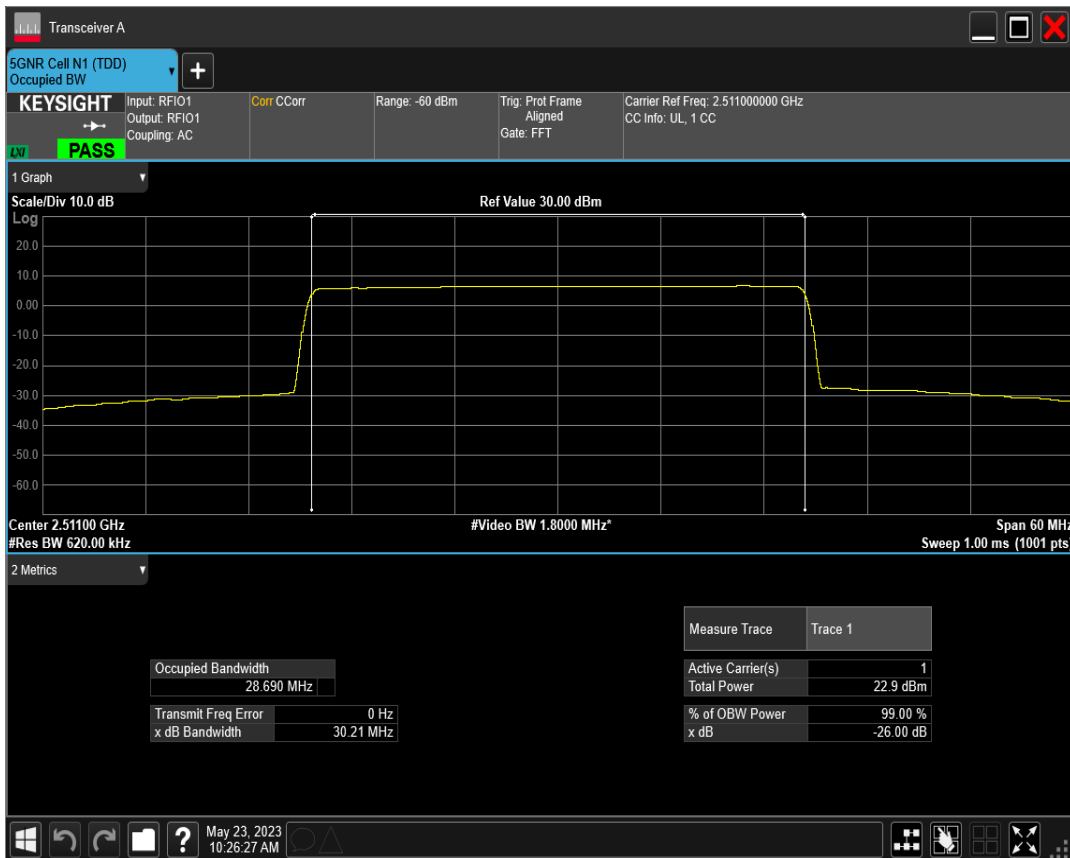 Transceiver A
5GNR Cell N1 (TDD)
Occupied BW
+
KEYSIGHT
LXI
PASS
Input: RFIO1
Output: RFIO1
Coupling: AC
Corr CCorr
Range: -60 dBm
Trig: Prot Frame
Aligned
Gate: FFT
Carrier Ref Freq: 2.511000000 GHz
CC Info: UL, 1 CC
1 Graph
Scale/Div 10.0 dB
Ref Value 30.00 dBm
Log
20.0
10.0
0.00
-10.0
-20.0
-30.0
-40.0
-50.0
-60.0
Center 2.51100 GHz
#Video BW 1.8000 MHz*
Span 60 MHz
#Res BW 620.00 kHz
Sweep 1.00 ms (1001 pts)
2 Metrics
Measure Trace Trace 1
Occupied Bandwidth
28.690 MHz
Active Carrier(s) 1
Total Power 22.9 dBm
Transmit Freq Error 0 Hz
x dB Bandwidth 30.21 MHz
% of OBW Power 99.00 %
x dB -26.00 dB
?
May 23, 2023
10:26:27 AM